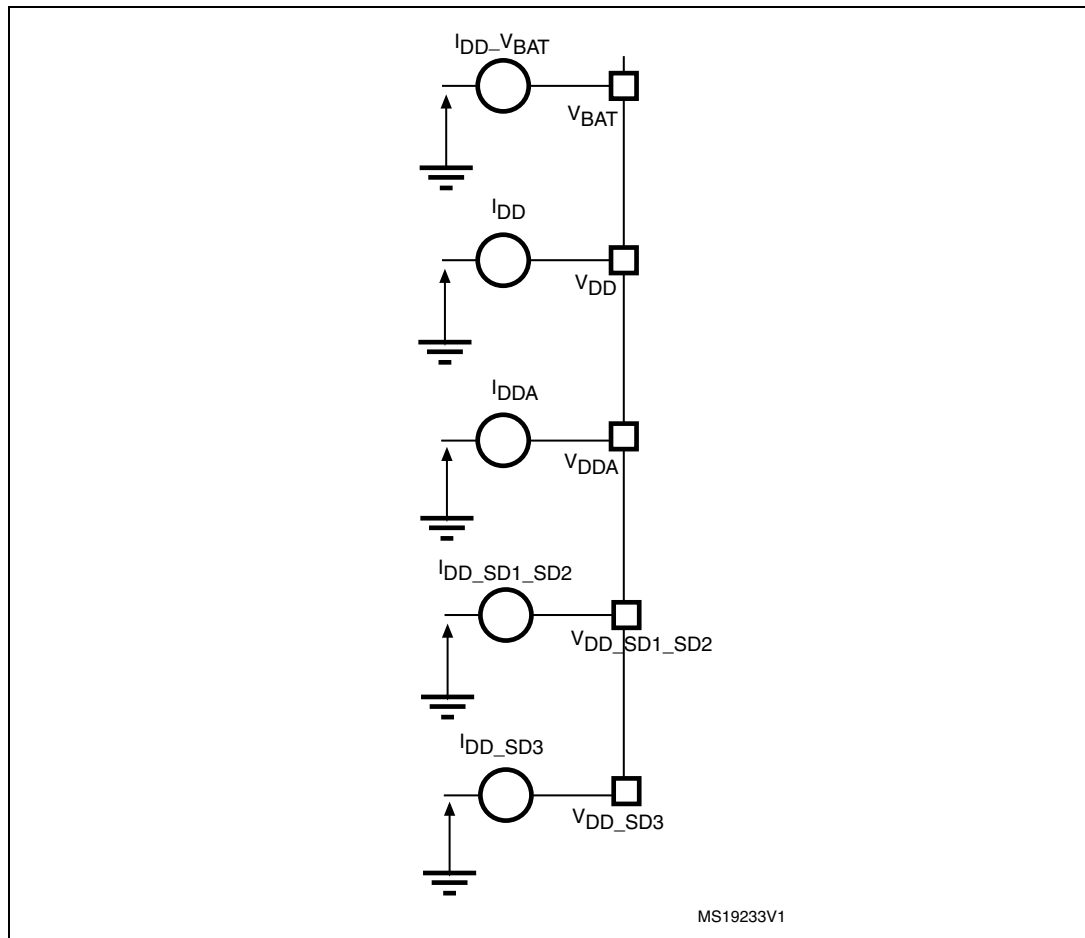 IDD_VBAT
VBAT
IDD
VDD
IDDA
VDDA
IDD_SD1_SD2
VDD_SD1_SD2
IDD_SD3
VDD_SD3
MS19233V1